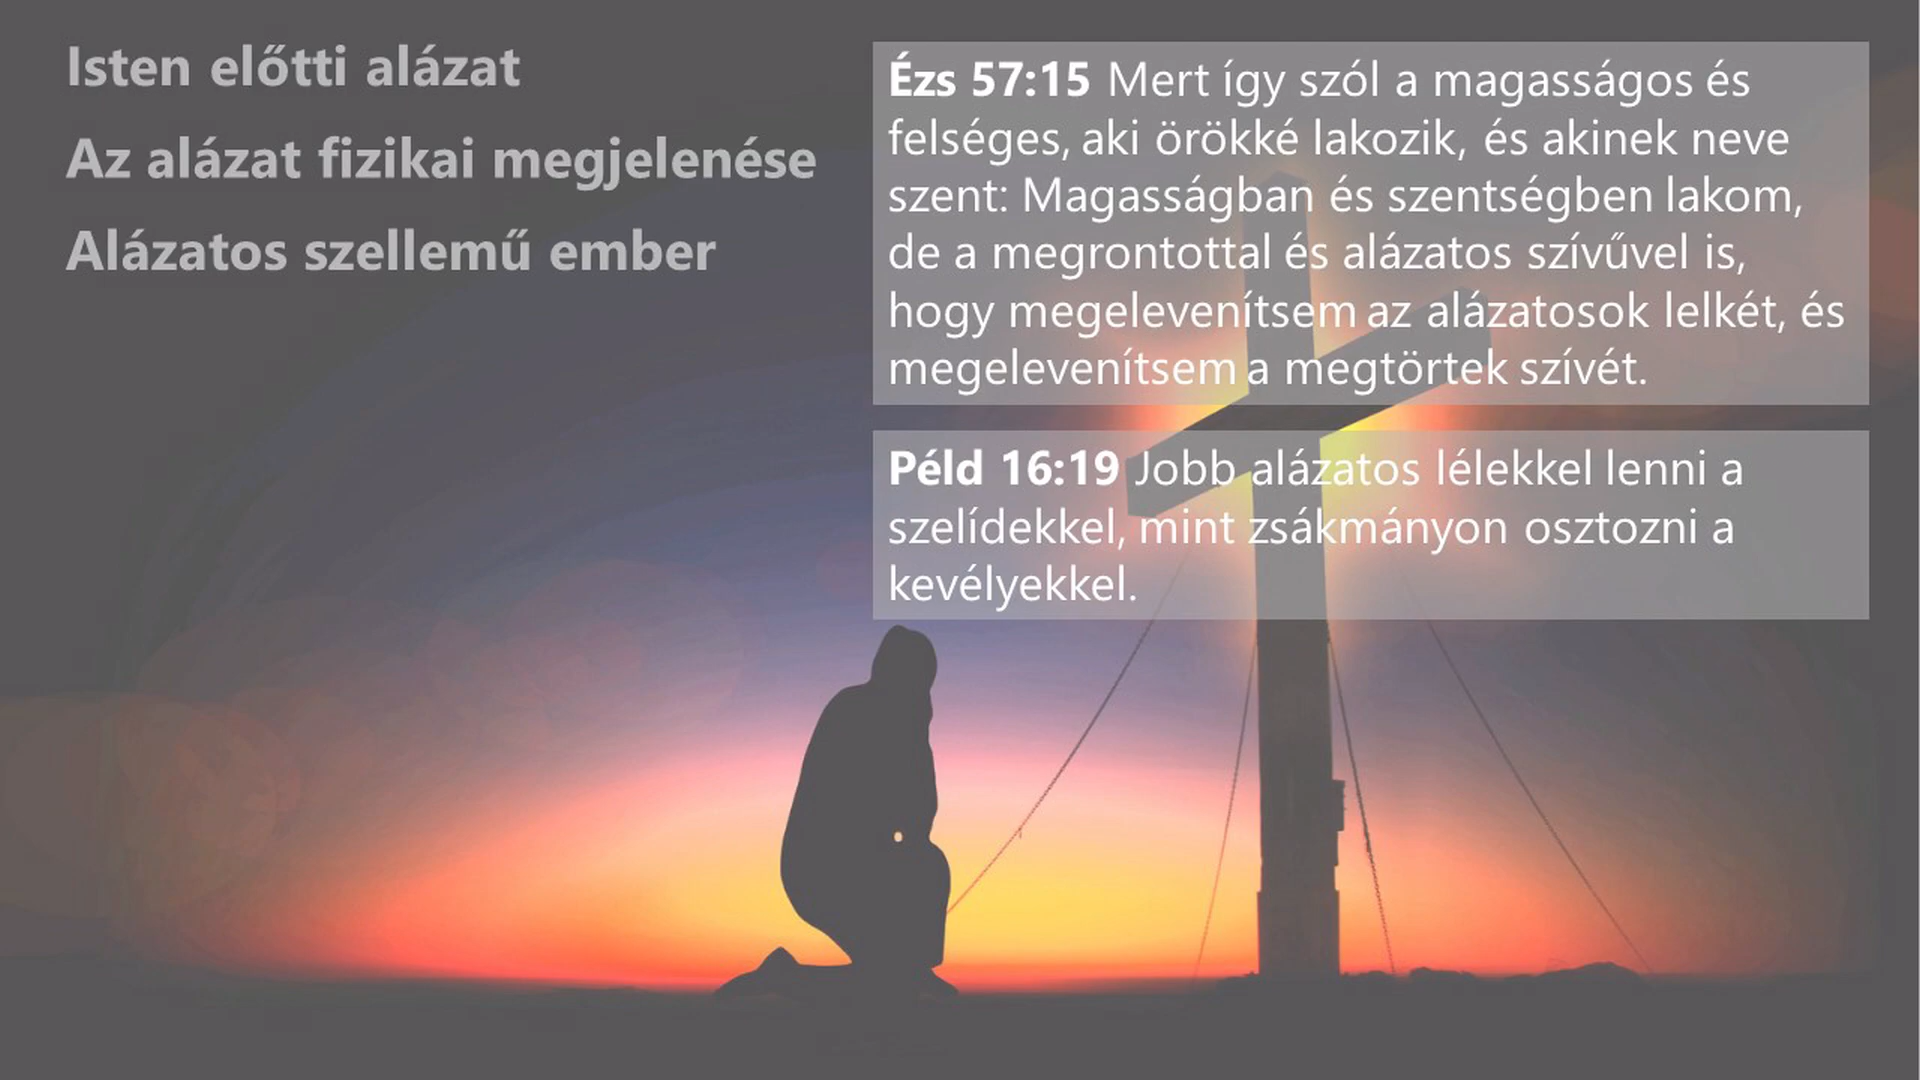 Isten előtti alázat
Az alázat fizikai megjelenése
Alázatos szellemű ember
Ézs 57:15 Mert így szól a magasságos és
felséges, aki örökké lakozik, és akinek neve
szent: Magasságban és szentségben lakom,
de a megrontottal és alázatos szívűvel is,
hogy megelevenítsem az alázatosok lelkét, és
megelevenítsem a megtörtek szívét.
Péld 16:19 Jobb alázatos lélekkel lenni a
szelídekkel, mint zsákmányon osztozni a
kevélyekkel.